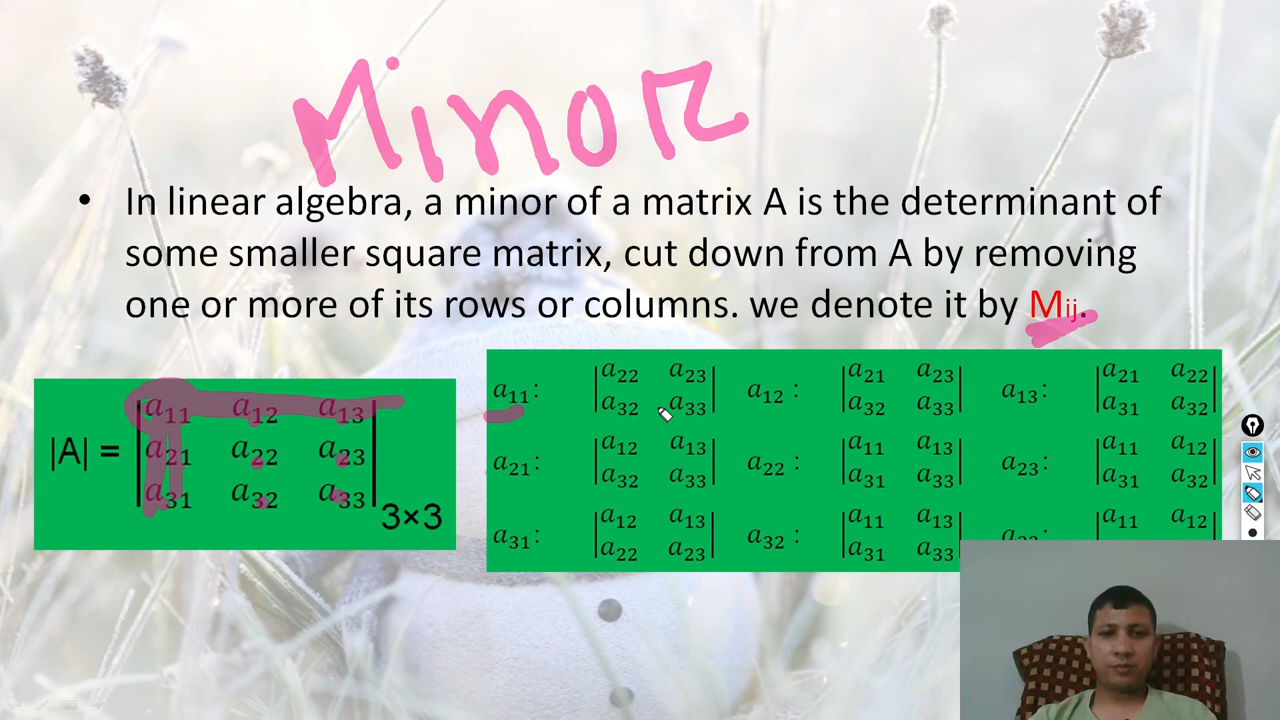 MinoR
• In linear algebra, a minor of a matrix A is the determinant of
some smaller square matrix, cut down from A by removing
one or more of its rows or columns. we denote it by Mij.
|A| = |a11 a12 a13
a21 a22 a23
a31 a32 a33| 3×3
a11: |a22 a23 a32 a33| a12 : |a21 a23 a32 a33| a13: |a21 a22 a31 a32|
a21: |a12 a13 a32 a33| a22 : |a11 a13 a31 a33| a23: |a11 a12 a31 a32|
a31: |a12 a13 a22 a23| a32 : |a11 a13 a31 a33| |a11 a12